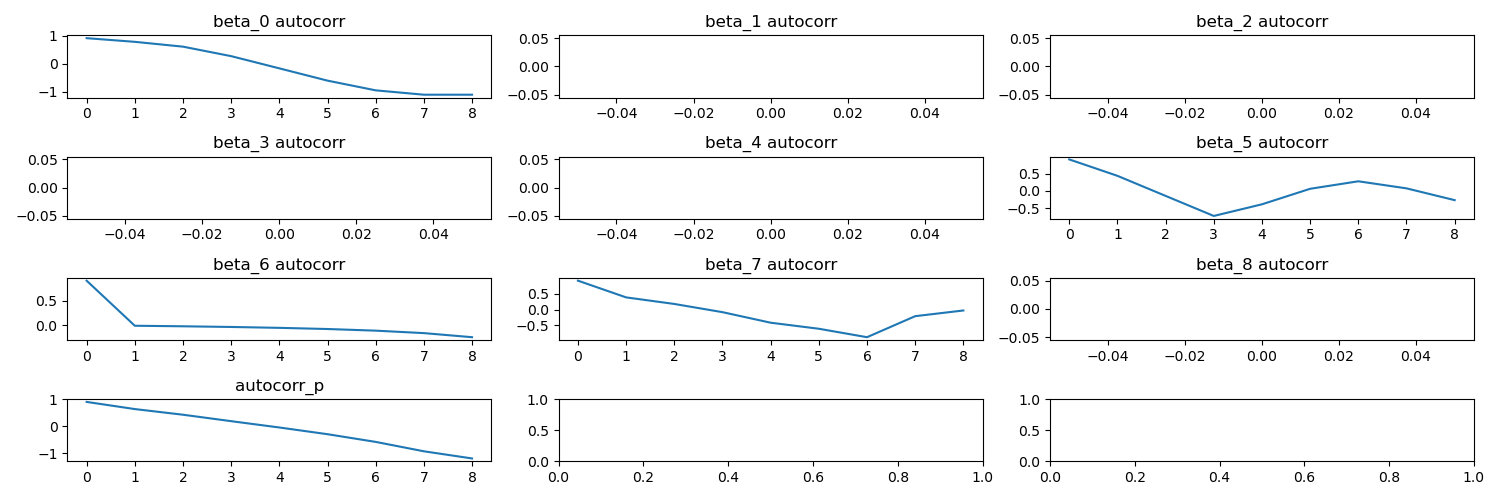 beta_0 autocorr beta_1 autocorr beta_2 autocorr
1 0.05 0.05
0 0.00 0.00
−1 −0.05 −0.05
0 1 2 3 4 5 6 7 8 −0.04 −0.02 0.00 0.02 0.04 −0.04 −0.02 0.00 0.02 0.04
beta_3 autocorr beta_4 autocorr beta_5 autocorr
0.05 0.05 0.5
0.00 0.00 0.0
−0.05 −0.05 −0.5
−0.04 −0.02 0.00 0.02 0.04 −0.04 −0.02 0.00 0.02 0.04 0 1 2 3 4 5 6 7 8
beta_6 autocorr beta_7 autocorr beta_8 autocorr
0.5 0.5 0.05
0.0 0.0 0.00
−0.5 −0.05
0 1 2 3 4 5 6 7 8 0 1 2 3 4 5 6 7 8 −0.04 −0.02 0.00 0.02 0.04
autocorr_p
1 1.0 1.0
0 0.5 0.5
−1 0.0 0.0
0 1 2 3 4 5 6 7 8 0.0 0.2 0.4 0.6 0.8 1.0 0.0 0.2 0.4 0.6 0.8 1.0